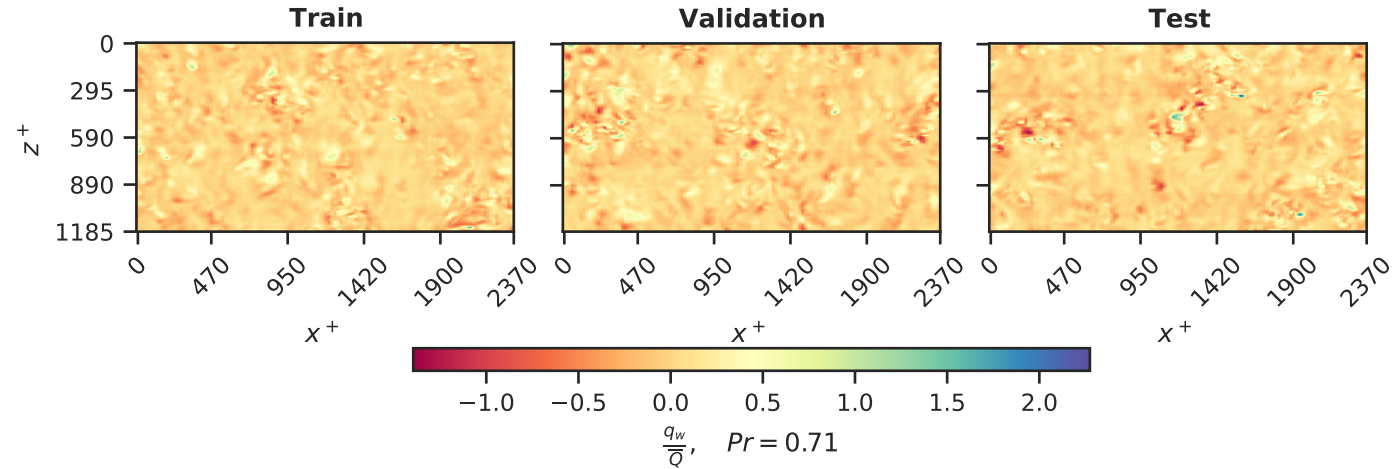 Train Validation Test
z⁺
0
295
590
890
1185
0 470 950 1420 1900 2370 0 470 950 1420 1900 2370 0 470 950 1420 1900 2370
x⁺ x⁺ x⁺
−1.0 −0.5 0.0 0.5 1.0 1.5 2.0
q_w/Q̅, Pr = 0.71